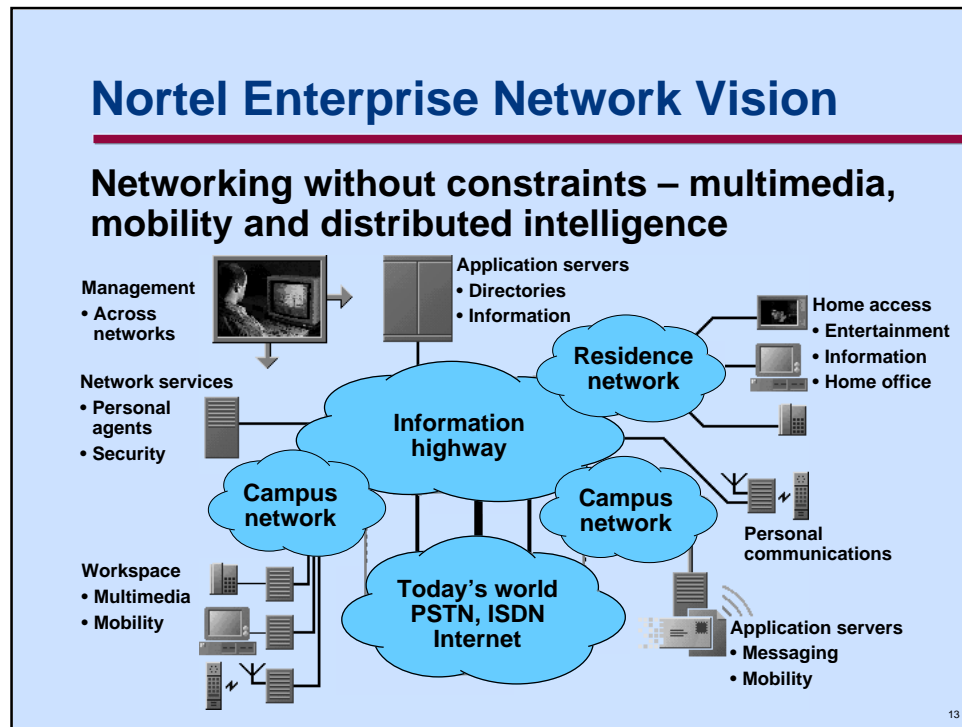 Nortel Enterprise Network Vision
Networking without constraints – multimedia,
mobility and distributed intelligence
Management
• Across
networks
Application servers
• Directories
• Information
Home access
• Entertainment
• Information
• Home office
Residence
network
Network services
• Personal
agents
• Security
Information
highway
Campus
network
Campus
network
Personal
communications
Workspace
• Multimedia
• Mobility
Today's world
PSTN, ISDN
Internet
Application servers
• Messaging
• Mobility
13